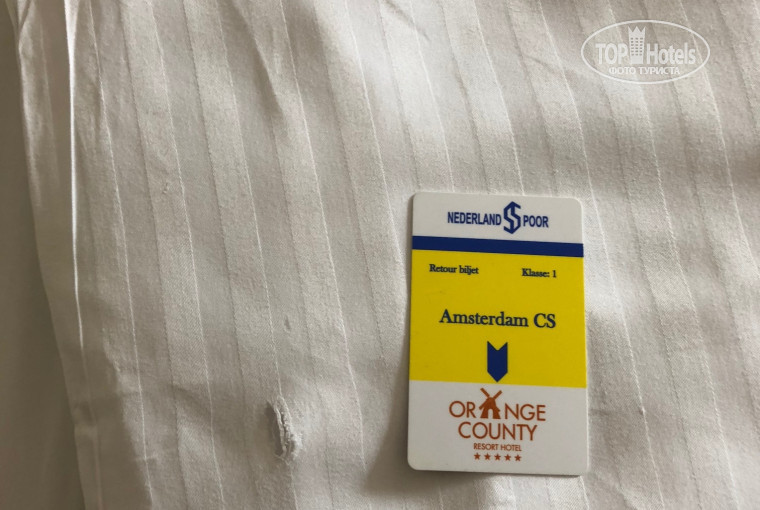 TOP Hotels
ФОТО ТУРИСТА
NEDERLAND S POOR
Retour biljet Klasse: 1
Amsterdam CS
ORANGE
COUNTY
RESORT HOTEL
★★★★★